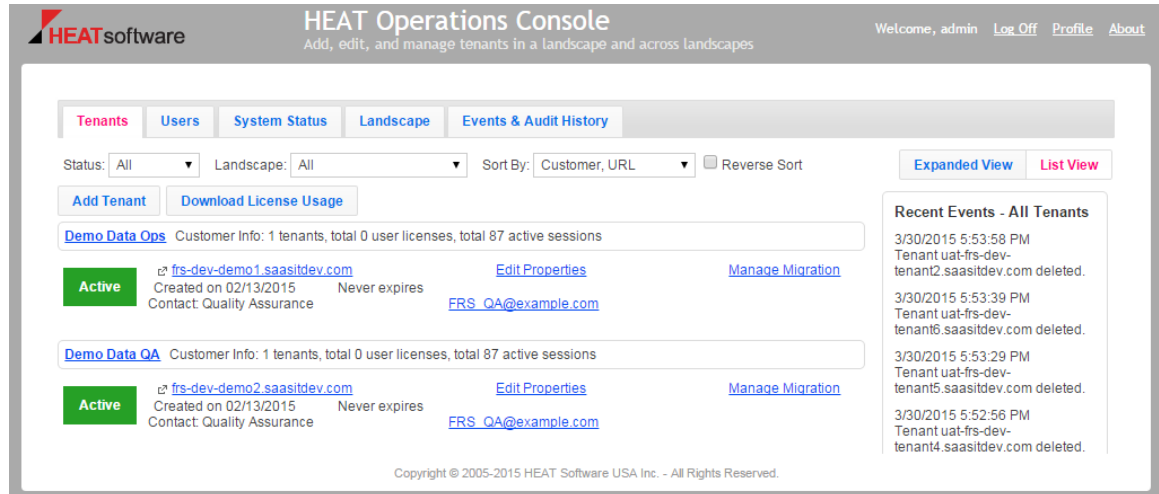 HEATsoftware
HEAT Operations Console
Add, edit, and manage tenants in a landscape and across landscapes
Welcome, admin Log Off Profile About
Tenants Users System Status Landscape Events & Audit History
Status: All Landscape: All Sort By: Customer, URL Reverse Sort
Expanded View List View
Add Tenant Download License Usage
Demo Data Ops Customer Info: 1 tenants, total 0 user licenses, total 87 active sessions
Active
frs-dev-demo1.saasitdev.com Edit Properties Manage Migration
Created on 02/13/2015 Never expires
Contact: Quality Assurance FRS_QA@example.com
Demo Data QA Customer Info: 1 tenants, total 0 user licenses, total 87 active sessions
Active
frs-dev-demo2.saasitdev.com Edit Properties Manage Migration
Created on 02/13/2015 Never expires
Contact: Quality Assurance FRS_QA@example.com
Recent Events - All Tenants
3/30/2015 5:53:58 PM
Tenant uat-frs-dev-
tenant2.saasitdev.com deleted.
3/30/2015 5:53:39 PM
Tenant uat-frs-dev-
tenant6.saasitdev.com deleted.
3/30/2015 5:53:29 PM
Tenant uat-frs-dev-
tenant5.saasitdev.com deleted.
3/30/2015 5:52:56 PM
Tenant uat-frs-dev-
tenant4.saasitdev.com deleted.
Copyright © 2005-2015 HEAT Software USA Inc. - All Rights Reserved.